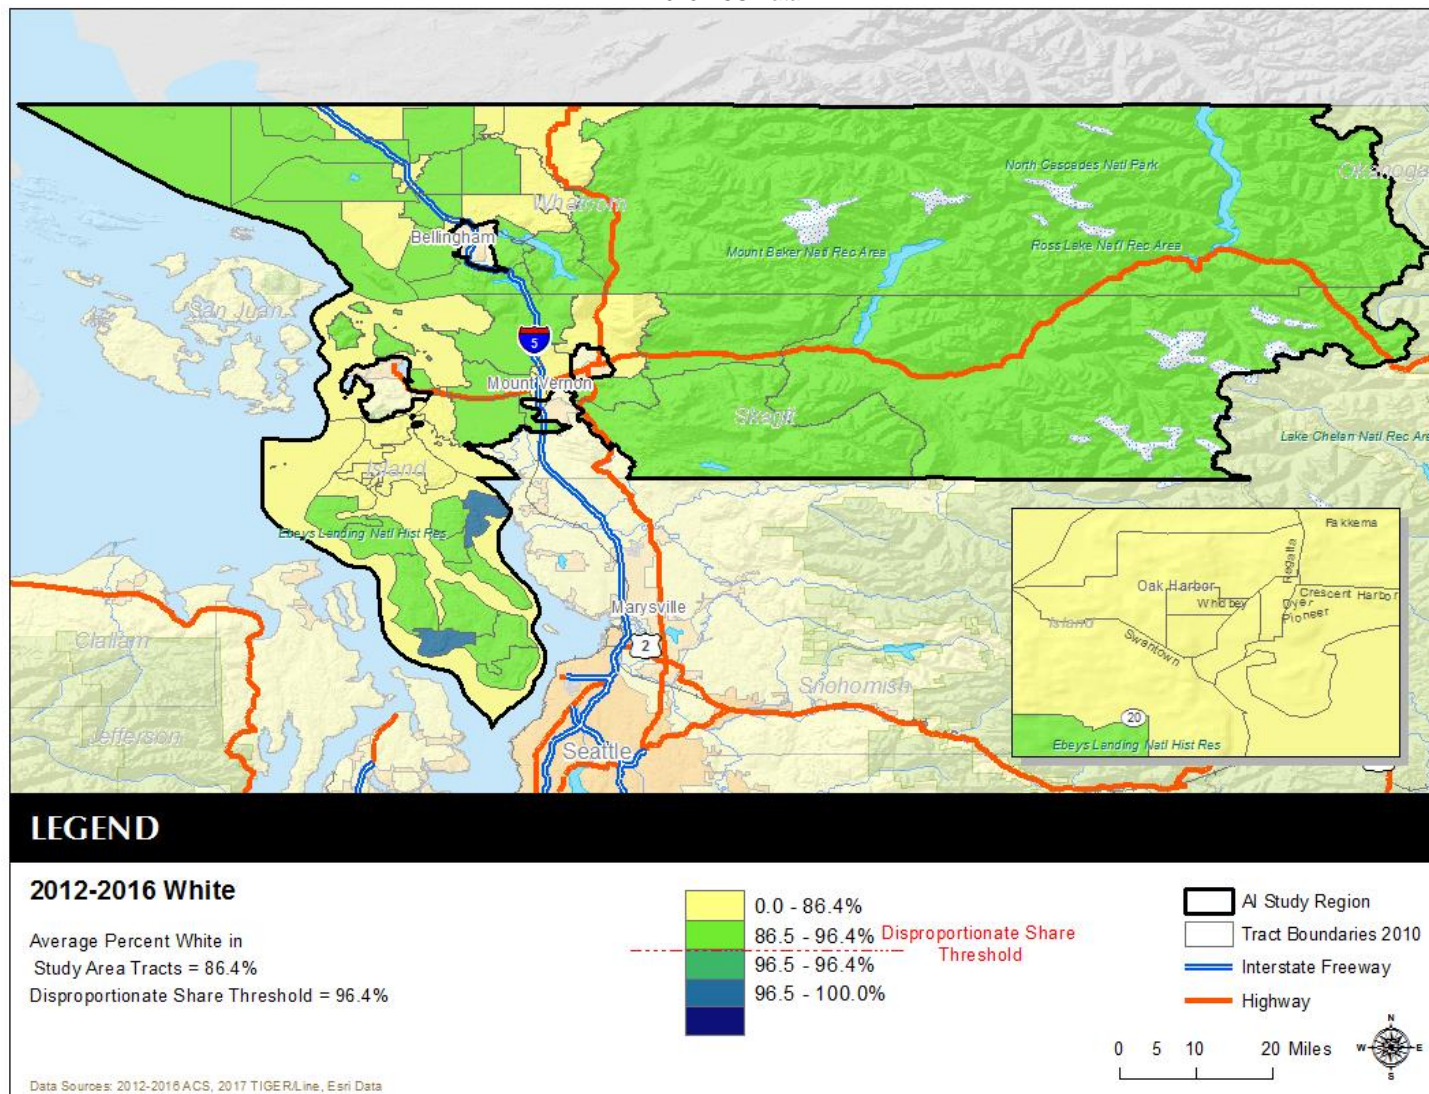 North Cascades Natl Park
Okanoga
Whatcom
Bellingham
Mount Baker Natl Rec Area
Ross Lake Natl Rec Area
San Juan
5
Mount Vernon
Skagit
Lake Chelan Natl Rec Are
Island
Ebeys Landing Natl Hist Res
Fakkema
Regatta
Oak Harbor
Crescent Harbor
Whidbey
Dyer
Pioneer
Island
Swantown
20
Ebeys Landing Natl Hist Res
Marysville
2
Clallam
Snohomish
Jefferson
Seattle
LEGEND
2012-2016 White
Average Percent White in
Study Area Tracts = 86.4%
Disproportionate Share Threshold = 96.4%
0.0 - 86.4%
86.5 - 96.4%
96.5 - 96.4%
96.5 - 100.0%
Disproportionate Share
Threshold
AI Study Region
Tract Boundaries 2010
Interstate Freeway
Highway
0 5 10 20 Miles
N
W E
S
Data Sources: 2012-2016 ACS, 2017 TIGER/Line, Esri Data